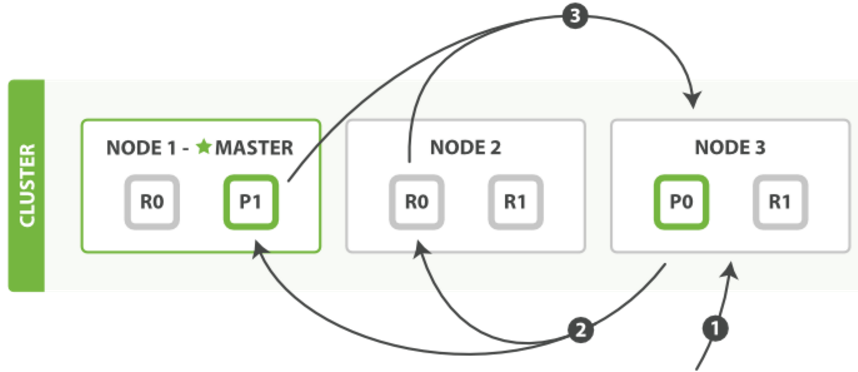 3
CLUSTER
NODE 1 - ★ MASTER
R0
P1
NODE 2
R0
R1
NODE 3
P0
R1
2
1